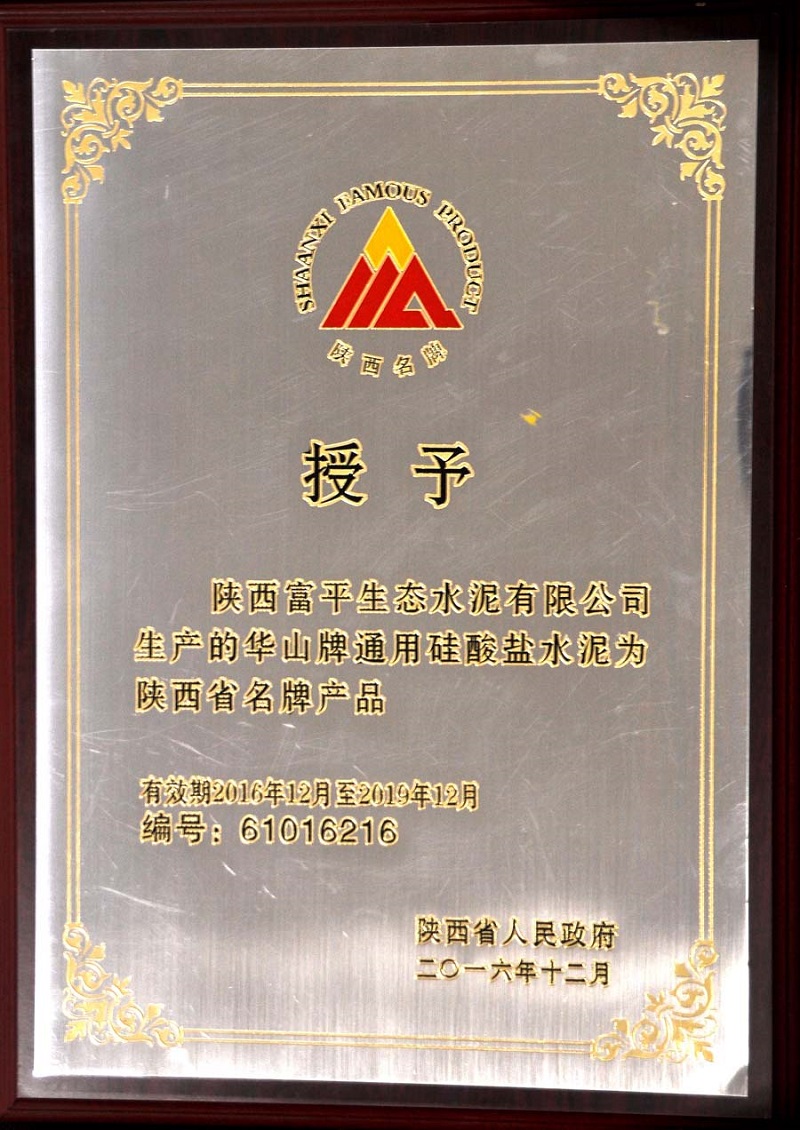 SHAANXI FAMOUS PRODUCT
陕西名牌
授予
陕西富平生态水泥有限公司
生产的华山牌通用硅酸盐水泥为
陕西省名牌产品
有效期2016年12月至2019年12月
编号：61016216
陕西省人民政府
二〇一六年十二月